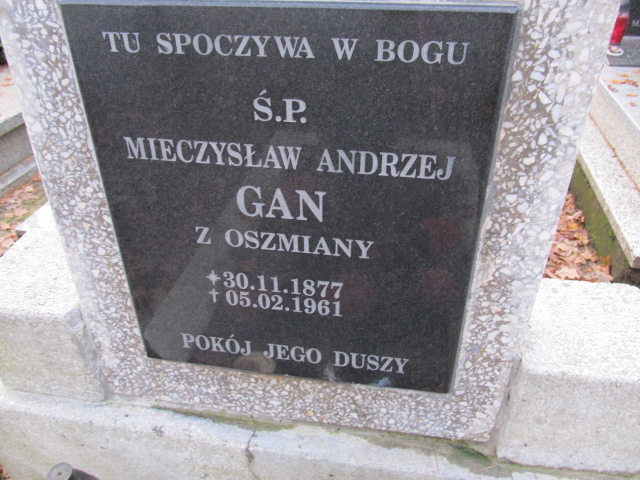 TU SPOCZYWA W BOGU
Ś.P.
MIECZYSŁAW ANDRZEJ
GAN
Z OSZMIANY
* 30.11.1877
† 05.02.1961
POKÓJ JEGO DUSZY